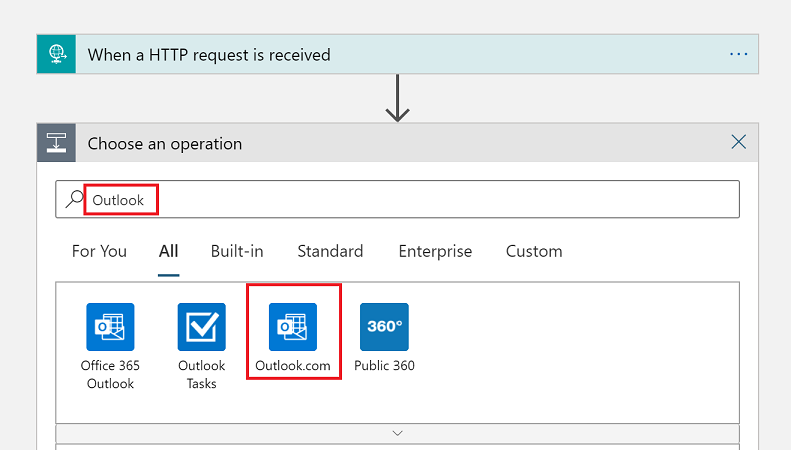 When a HTTP request is received
Choose an operation
Outlook
For You All Built-in Standard Enterprise Custom
Office 365 Outlook
Outlook Tasks
Outlook.com
360°
Public 360